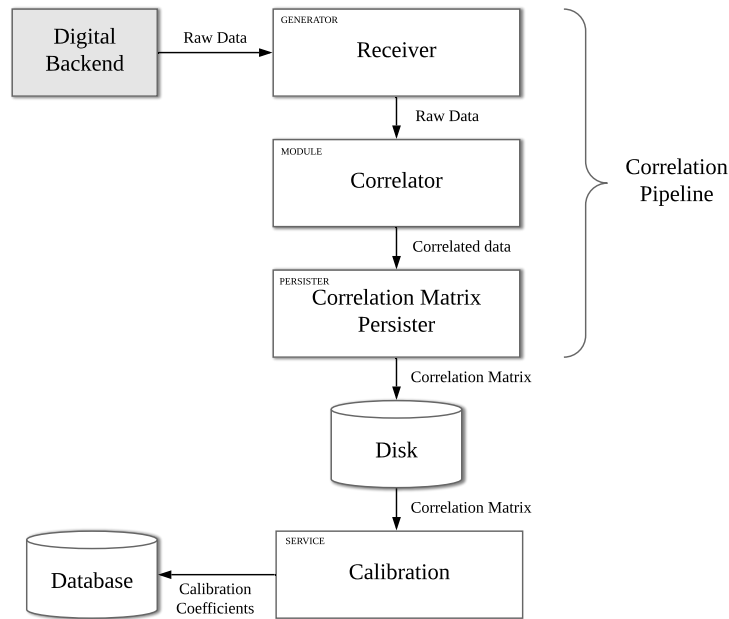 Digital
Backend
Raw Data
GENERATOR
Receiver
Raw Data
MODULE
Correlator
Correlation
Pipeline
Correlated data
PERSISTER
Correlation Matrix
Persister
Correlation Matrix
Disk
Correlation Matrix
SERVICE
Calibration
Database
Calibration
Coefficients